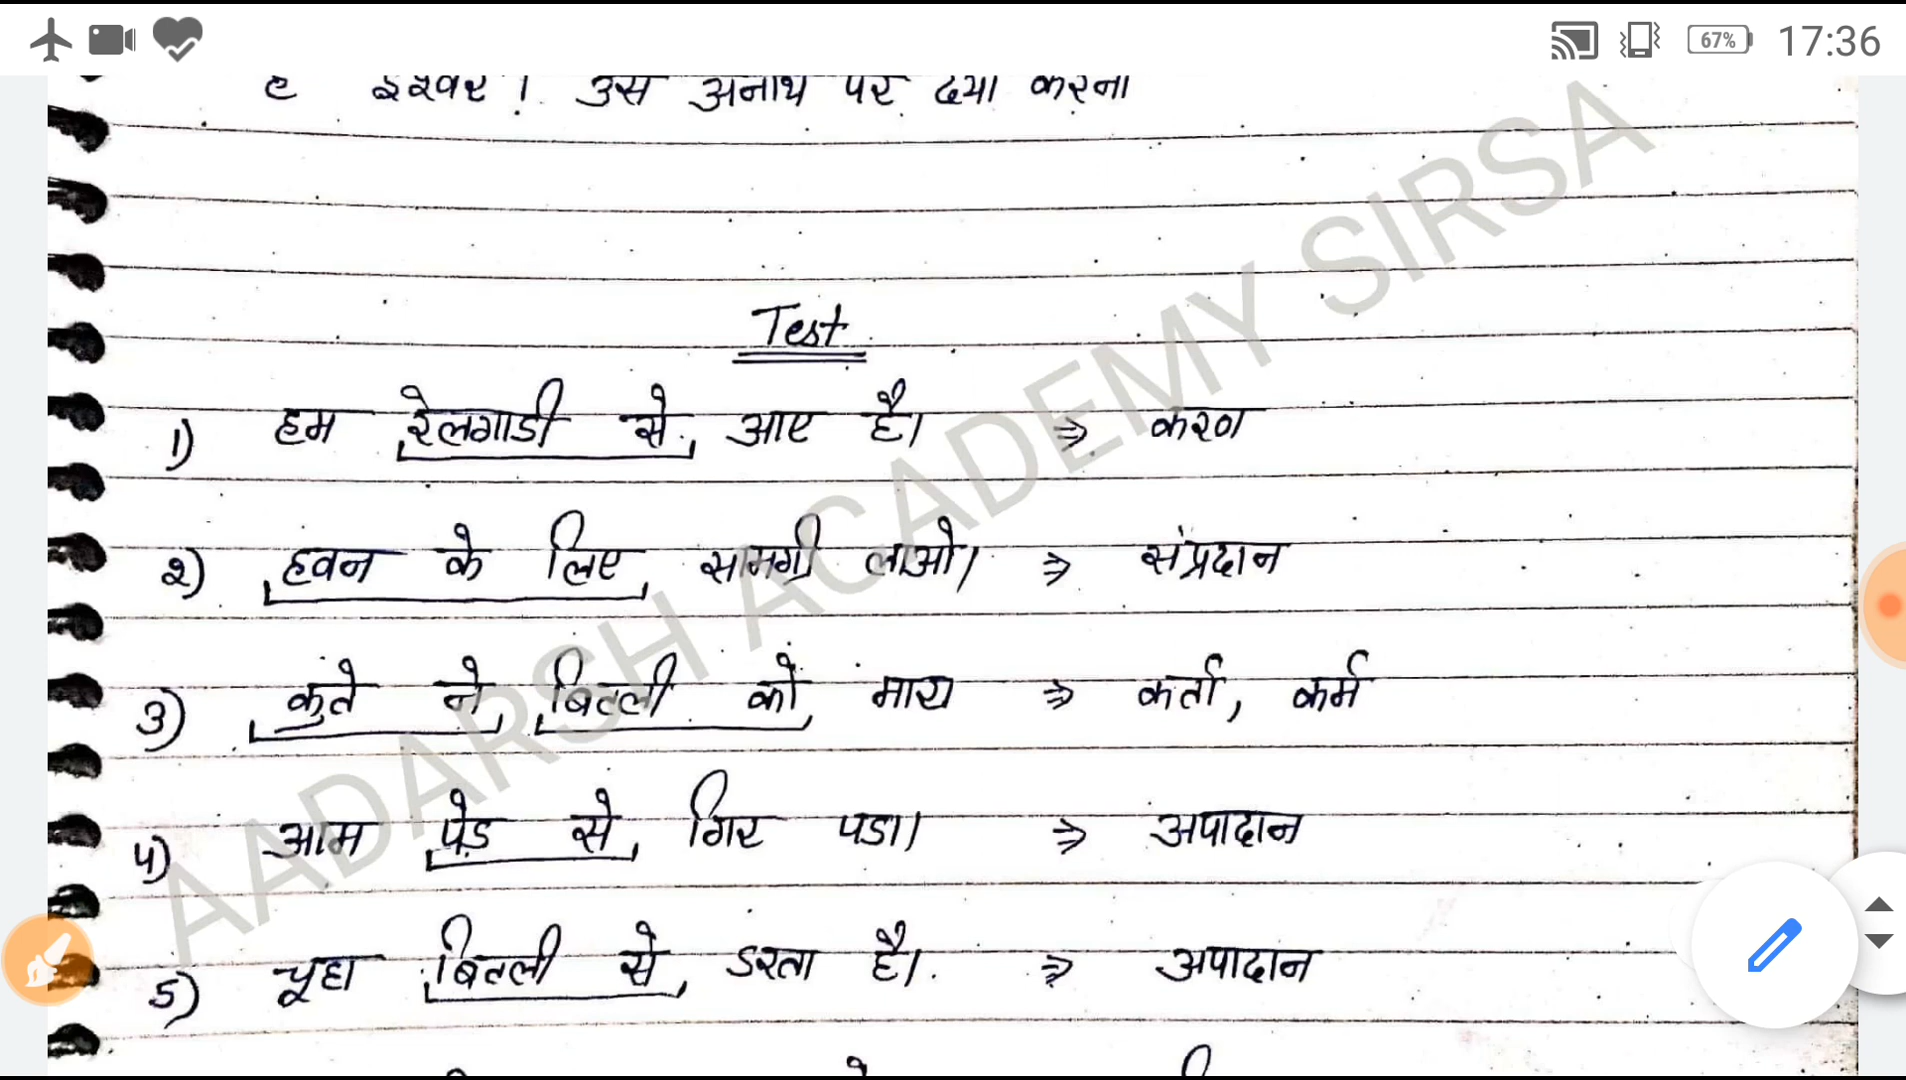 67% 17:36
हे ईश्वर ! उस अनाथ पर दया करना
Test
1) हम रेलगाडी से आए है। ⇒ करण
२) हवन के लिए सामग्री लाओ। ⇒ संप्रदान
3) कुते ने बिल्ली को मारा ⇒ कर्ता, कर्म
4) आम पेड़ से गिर पडा। ⇒ अपादान
5) चूहा बिल्ली से डरता है। ⇒ अपादान
AADARSH ACADEMY SIRSA